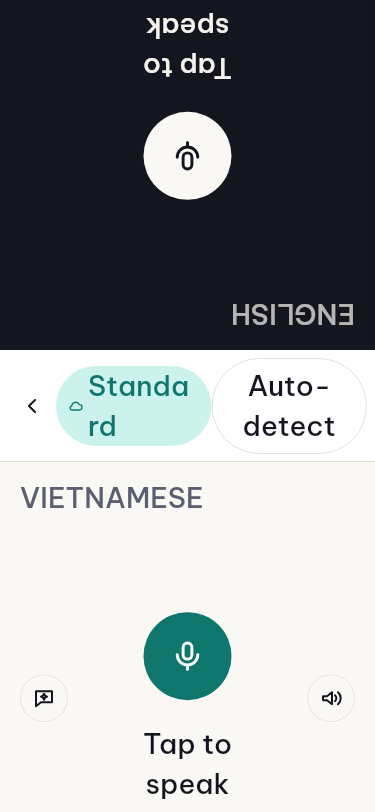 Tap to
speak
ENGLISH
Standa
rd
Auto-
detect
VIETNAMESE
Tap to
speak